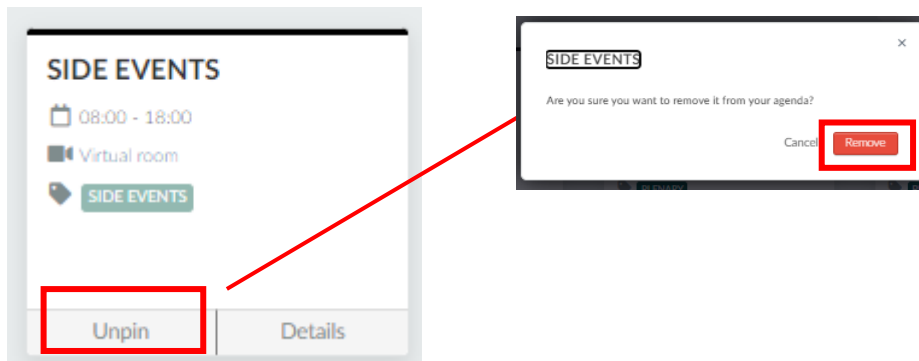 SIDE EVENTS
08:00 - 18:00
Virtual room
SIDE EVENTS
Unpin
Details
×
SIDE EVENTS
Are you sure you want to remove it from your agenda?
Cancel
Remove
PLENARY